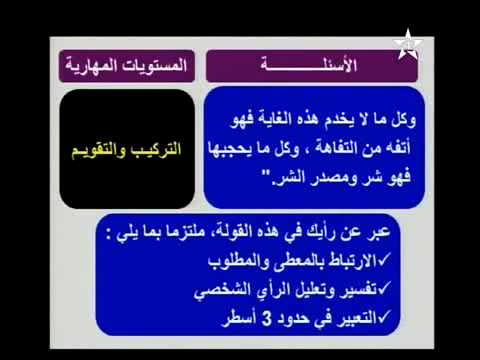 الأسئلة
المستويات المهارية
وكل ما لا يخدم هذه الغاية فهو
أتفه من التفاهة ، وكل ما يحجبها
فهو شر ومصدر الشر."
التركيب والتقويم
عبر عن رأيك في هذه القولة، ملتزما بما يلي :
✓الارتباط بالمعطى والمطلوب
✓تفسير وتعليل الرأي الشخصي
✓التعبير في حدود 3 أسطر